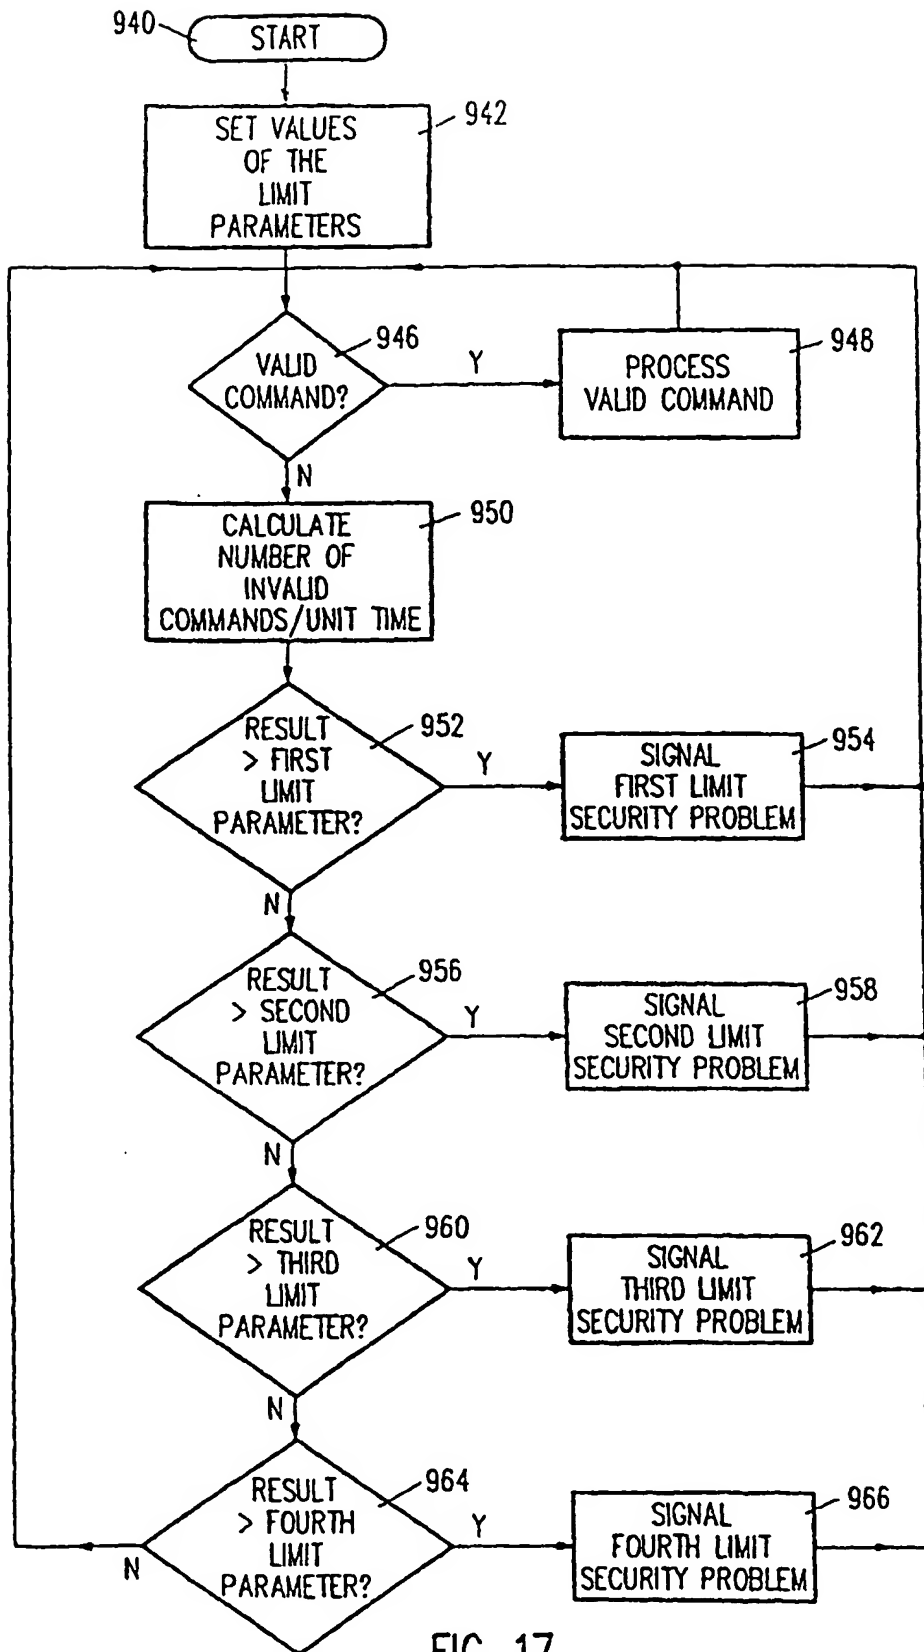 940
START
942
SET VALUES
OF THE
LIMIT
PARAMETERS
946
VALID
COMMAND?
Y
948
PROCESS
VALID COMMAND
N
950
CALCULATE
NUMBER OF
INVALID
COMMANDS/UNIT TIME
952
RESULT
> FIRST
LIMIT
PARAMETER?
Y
954
SIGNAL
FIRST LIMIT
SECURITY PROBLEM
N
956
RESULT
> SECOND
LIMIT
PARAMETER?
Y
958
SIGNAL
SECOND LIMIT
SECURITY PROBLEM
N
960
RESULT
> THIRD
LIMIT
PARAMETER?
Y
962
SIGNAL
THIRD LIMIT
SECURITY PROBLEM
N
964
RESULT
> FOURTH
LIMIT
PARAMETER?
N
Y
966
SIGNAL
FOURTH LIMIT
SECURITY PROBLEM
FIG. 17